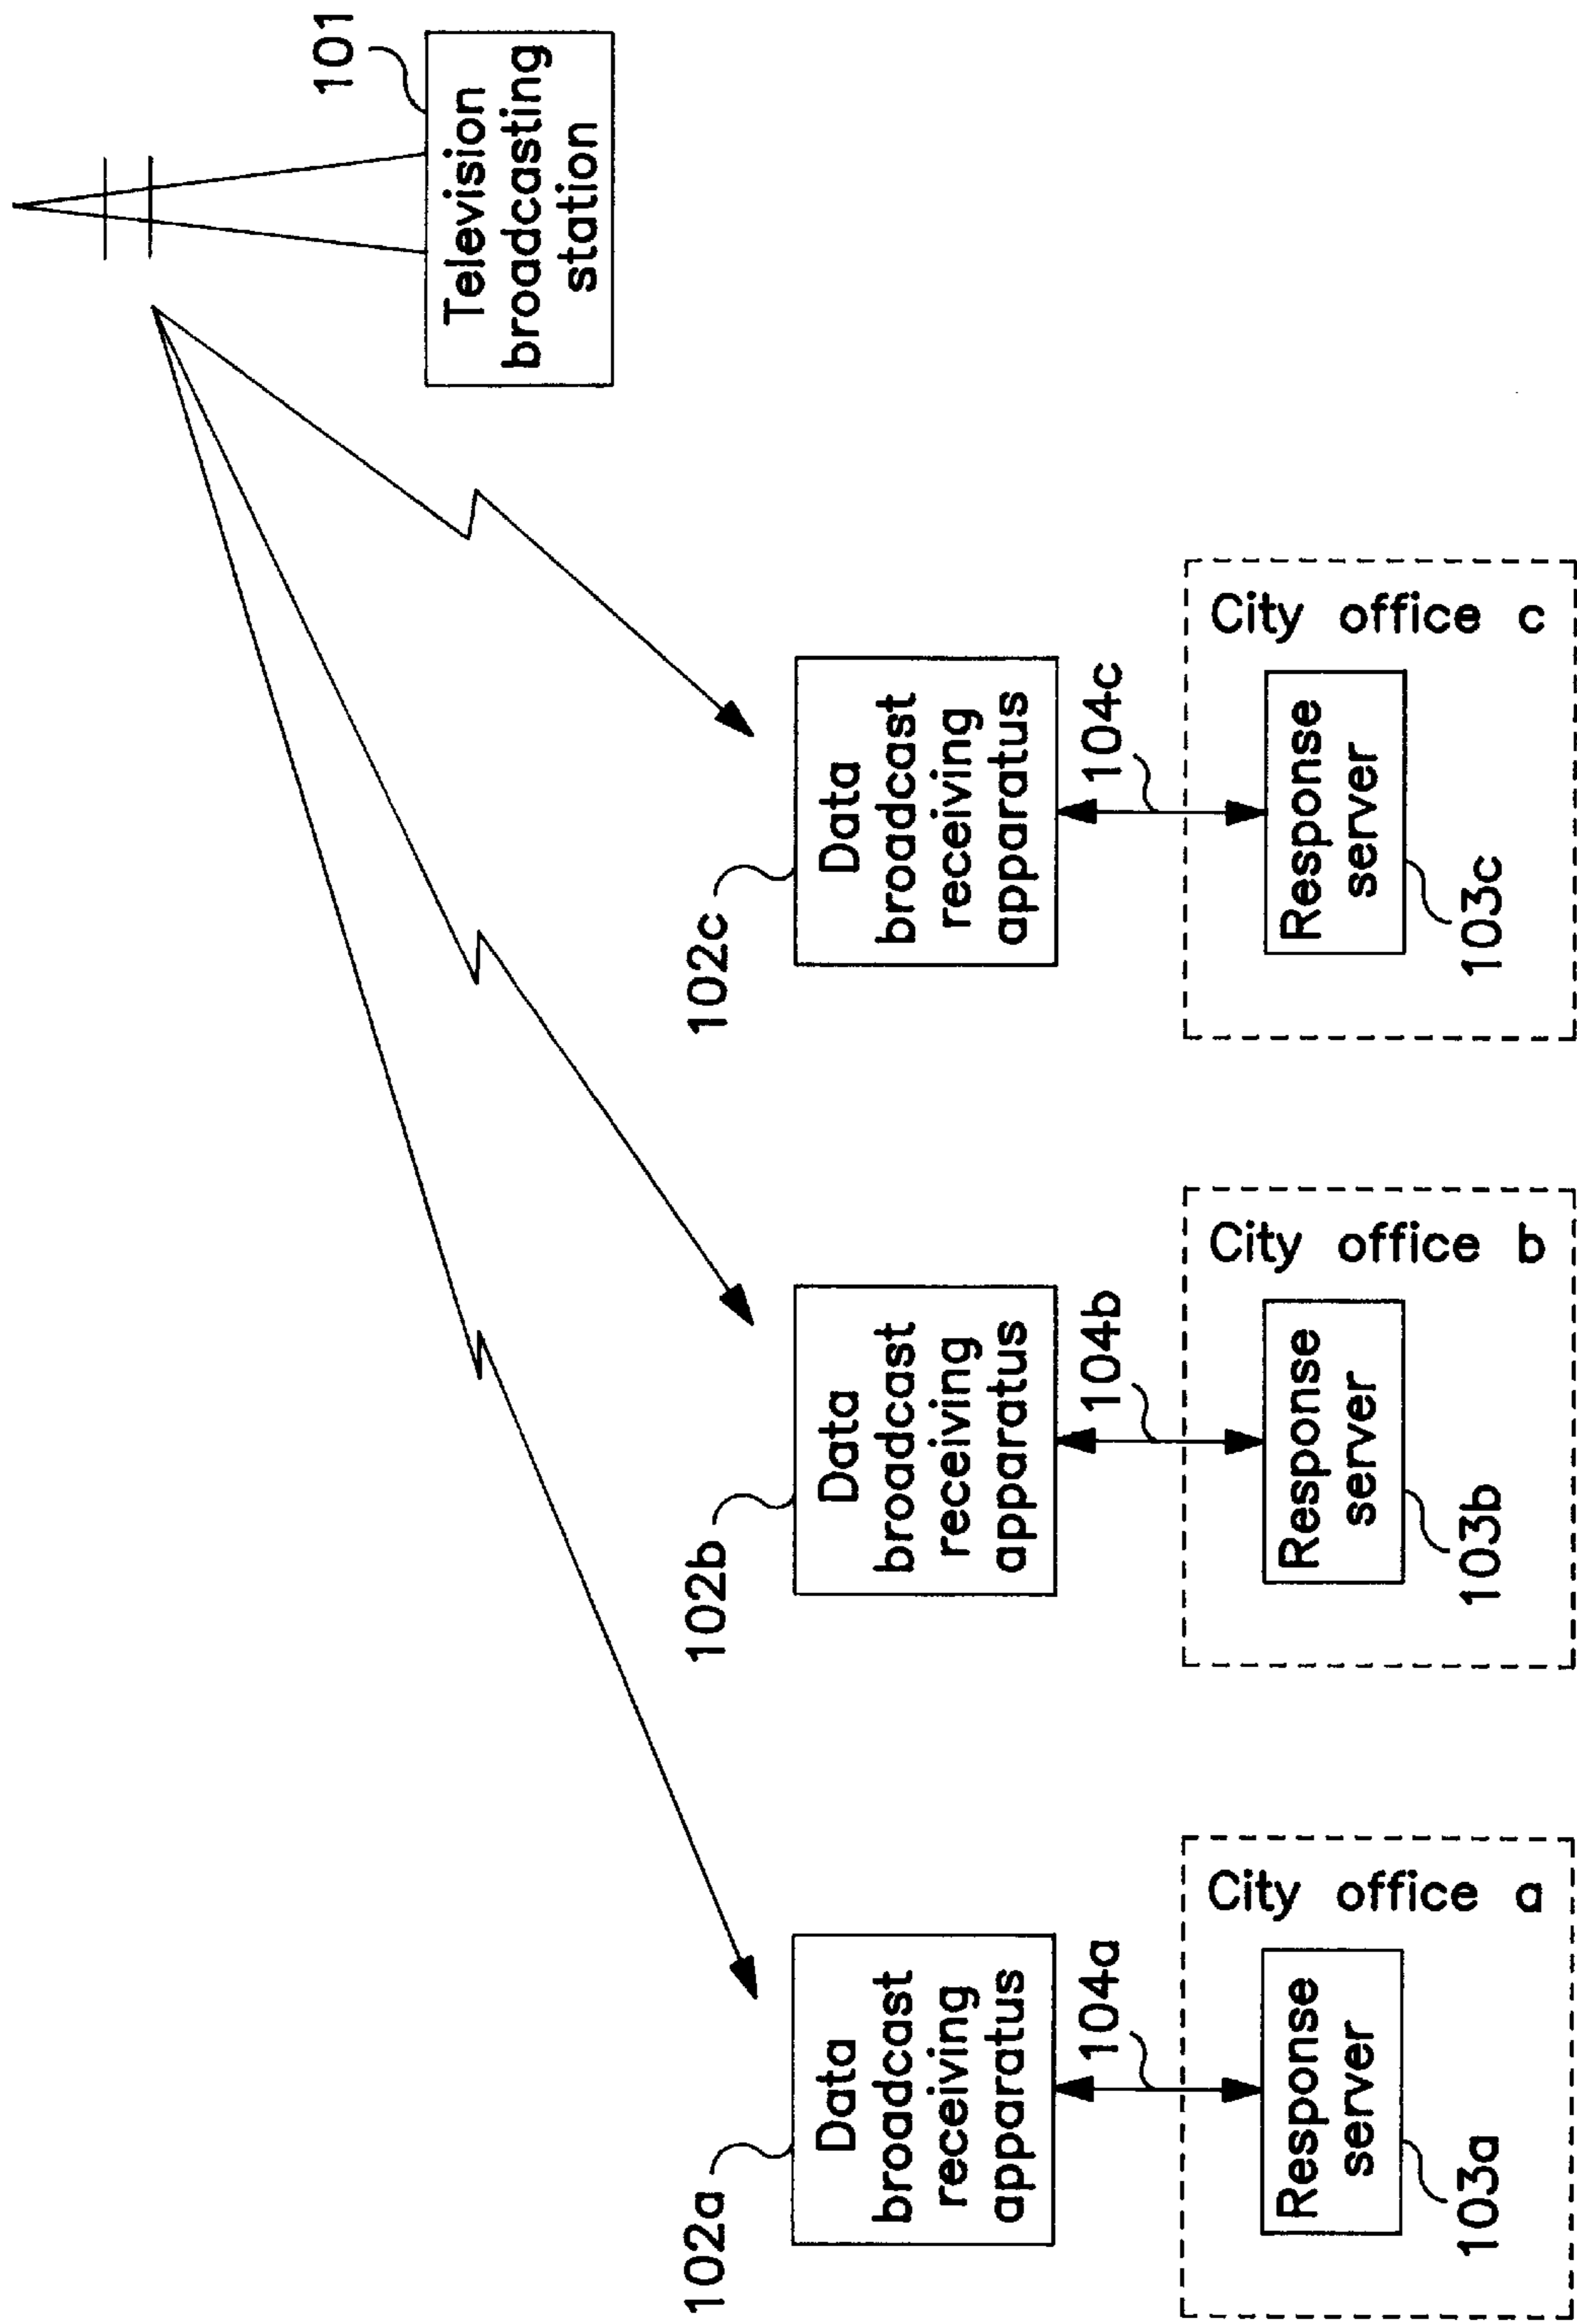 101
Television
broadcasting
station
102a
Data
broadcast
receiving
apparatus
102b
Data
broadcast
receiving
apparatus
102c
Data
broadcast
receiving
apparatus
104a
104b
104c
City office a
Response
server
103a
City office b
Response
server
103b
City office c
Response
server
103c